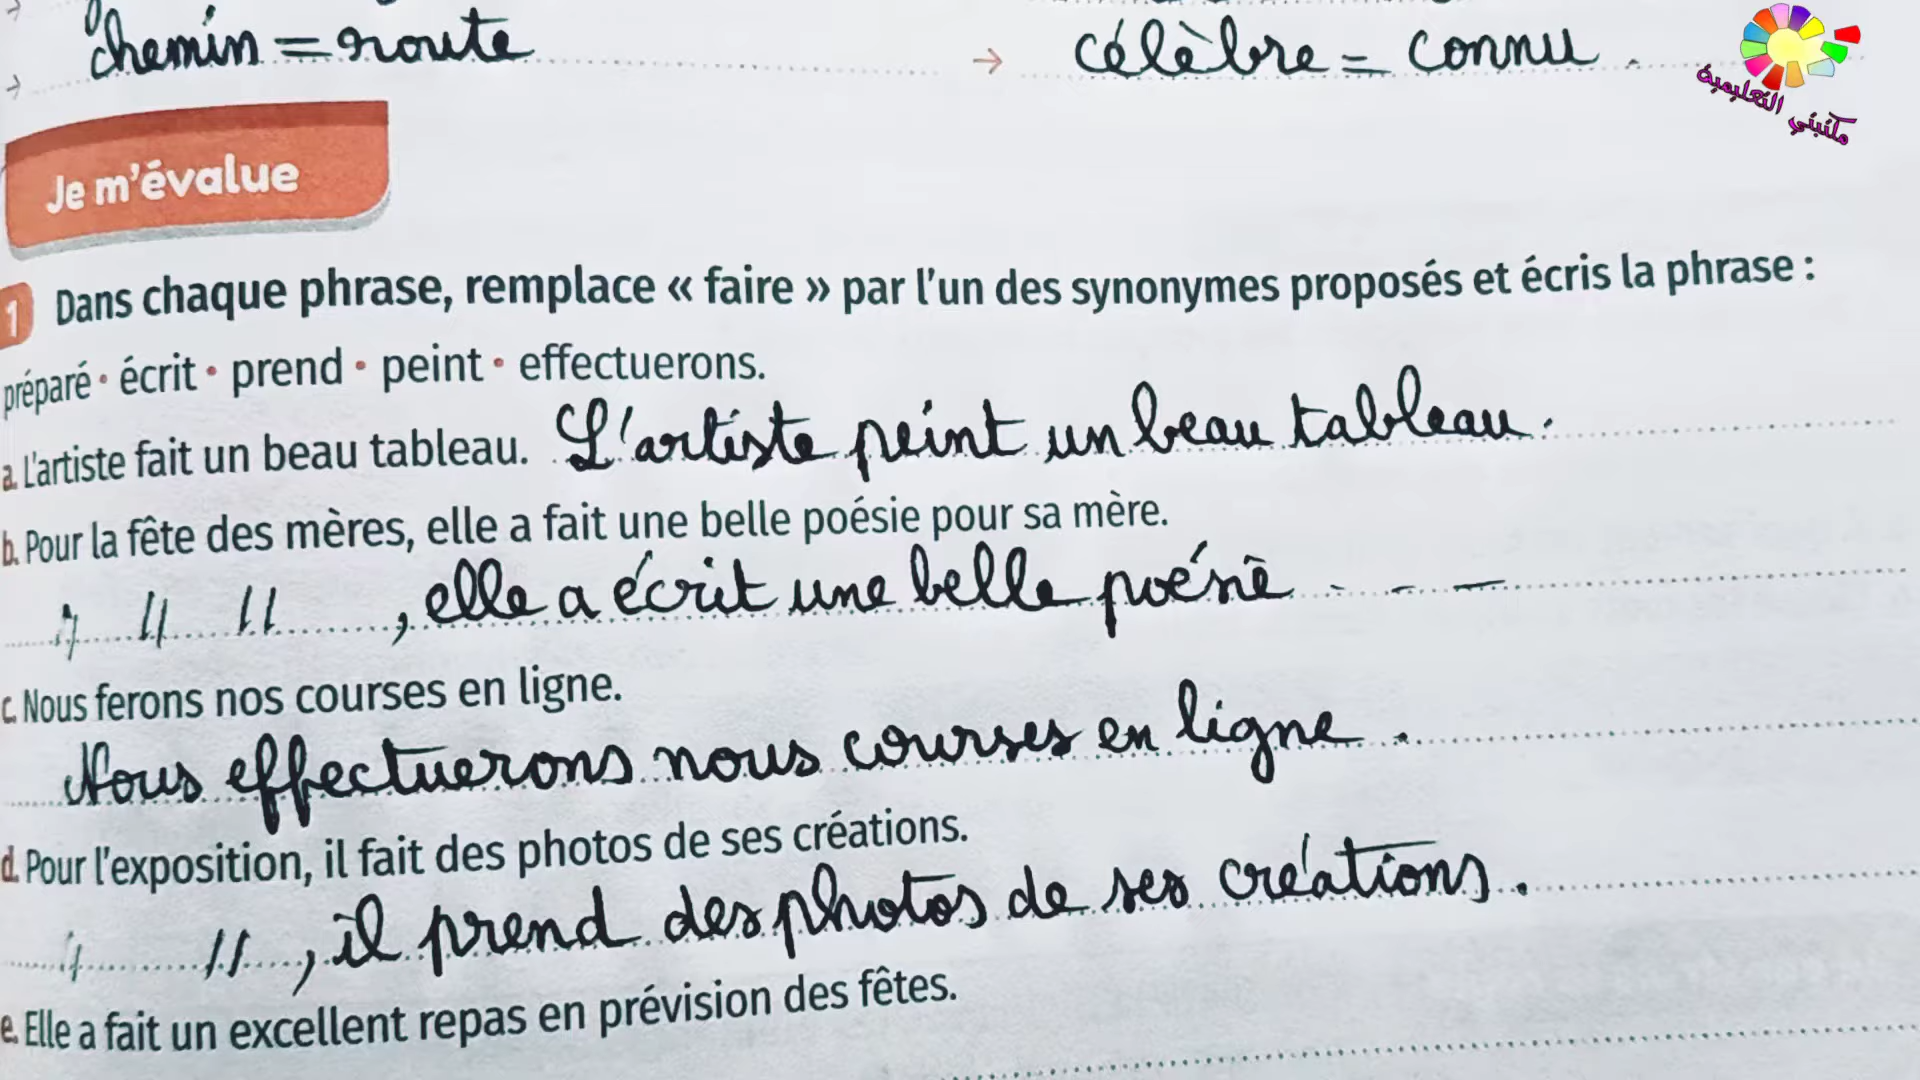 chemin = route → célèbre = connu.
مكتبتي التعليمية
Je m'évalue
1 Dans chaque phrase, remplace « faire » par l'un des synonymes proposés et écris la phrase :
préparé • écrit • prend • peint • effectuerons.
a. L'artiste fait un beau tableau. L'artiste peint un beau tableau.
b. Pour la fête des mères, elle a fait une belle poésie pour sa mère.
" " " , elle a écrit une belle poésie - - —
c. Nous ferons nos courses en ligne.
Nous effectuerons nous courses en ligne.
d. Pour l'exposition, il fait des photos de ses créations.
" " , il prend des photos de ses créations.
e. Elle a fait un excellent repas en prévision des fêtes.